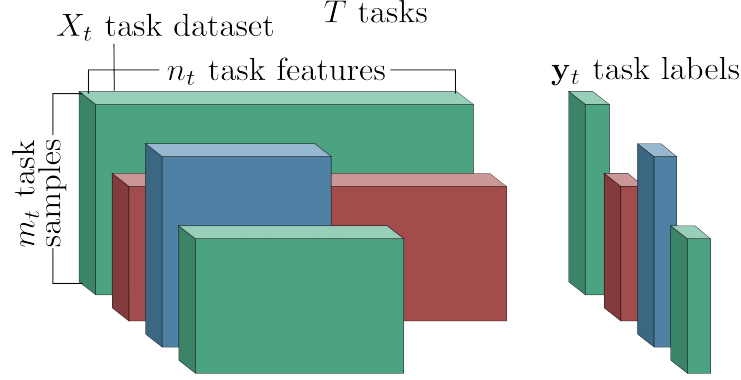 T tasks
X_t task dataset
n_t task features
y_t task labels
m_t task
samples